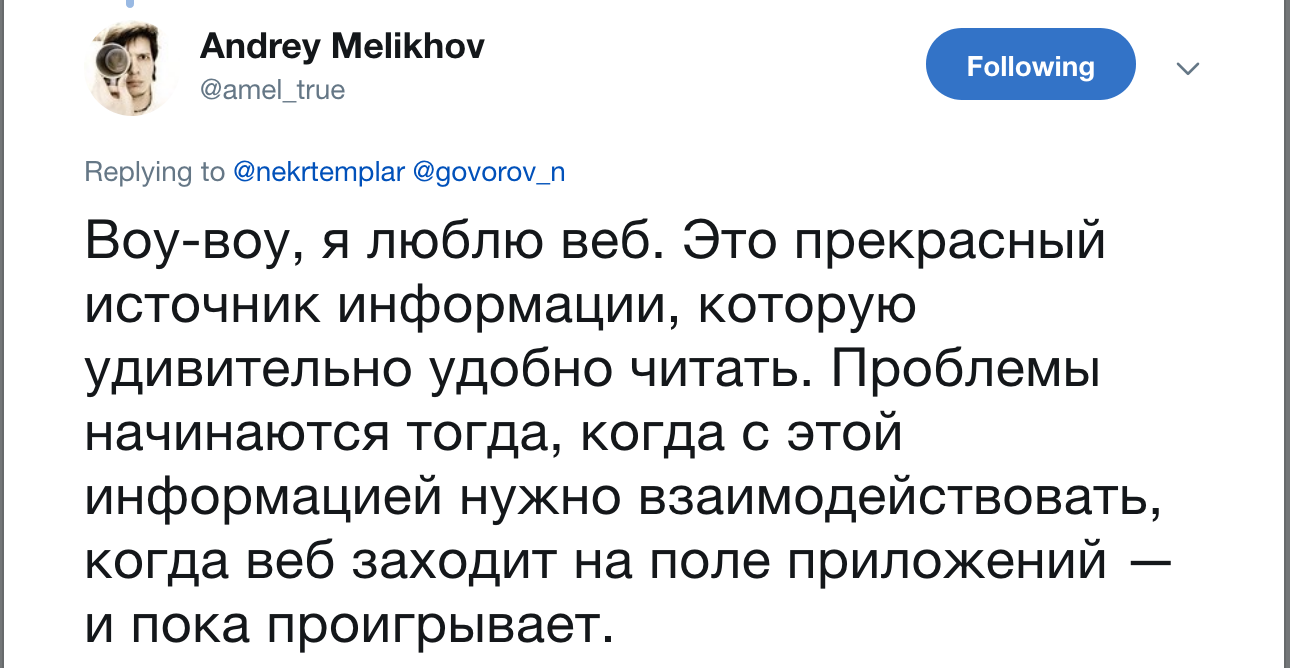 Andrey Melikhov
@amel_true
Following
Replying to @nekrtemplar @govorov_n
Воу-воу, я люблю веб. Это прекрасный
источник информации, которую
удивительно удобно читать. Проблемы
начинаются тогда, когда с этой
информацией нужно взаимодействовать,
когда веб заходит на поле приложений —
и пока проигрывает.